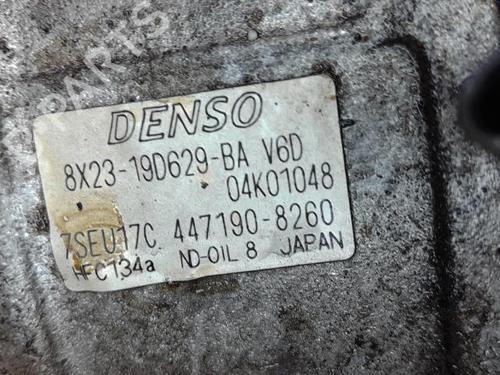 DENSO
8X23-19D629-BA V6D
04K01048
7SEU17C 447190-8260
HFC134a ND-OIL 8 JAPAN